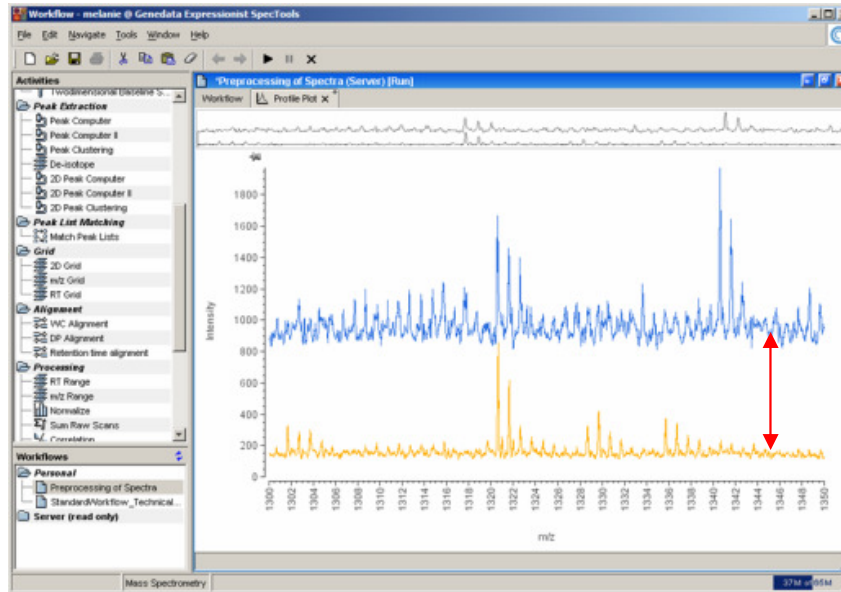 Workflow - melanie @ Genedata Expressionist SpecTools
File Edit Navigate Tools Window Help
Activities
Twodimensional Baseline S...
Peak Extraction
Peak Computer
Peak Computer II
Peak Clustering
De-isotope
2D Peak Computer
2D Peak Computer II
2D Peak Clustering
Peak List Matching
Match Peak Lists
Grid
2D Grid
m/z Grid
RT Grid
Alignment
WC Alignment
DP Alignment
Retention time alignment
Processing
RT Range
m/z Range
Normalize
Sum Raw Scans
Correlation
Workflows
Personal
Preprocessing of Spectra
StandardWorkflow_Technical...
Server (read only)
*Preprocessing of Spectra (Server) [Run]
Workflow Profile Plot
Intensity
1800
1600
1400
1200
1000
800
600
400
200
0
1300 1302 1304 1306 1308 1310 1312 1314 1316 1318 1320 1322 1324 1326 1328 1330 1332 1334 1336 1338 1340 1342 1344 1346 1348 1350
m/z
Mass Spectrometry
37M of 85M